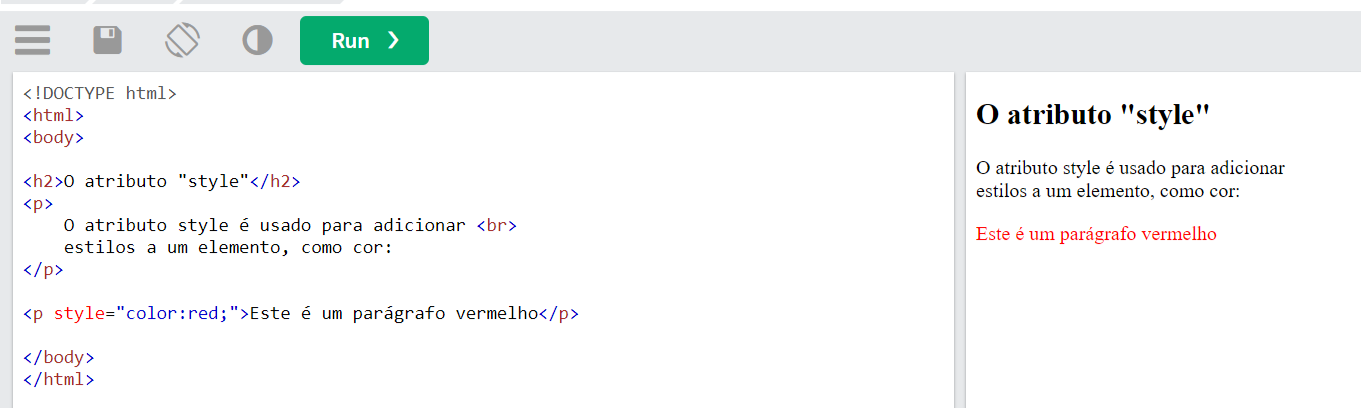 Run ❯
<!DOCTYPE html>
<html>
<body>
<h2>O atributo "style"</h2>
<p>
O atributo style é usado para adicionar <br>
estilos a um elemento, como cor:
</p>
<p style="color:red;">Este é um parágrafo vermelho</p>
</body>
</html>
O atributo "style"
O atributo style é usado para adicionar
estilos a um elemento, como cor:
Este é um parágrafo vermelho